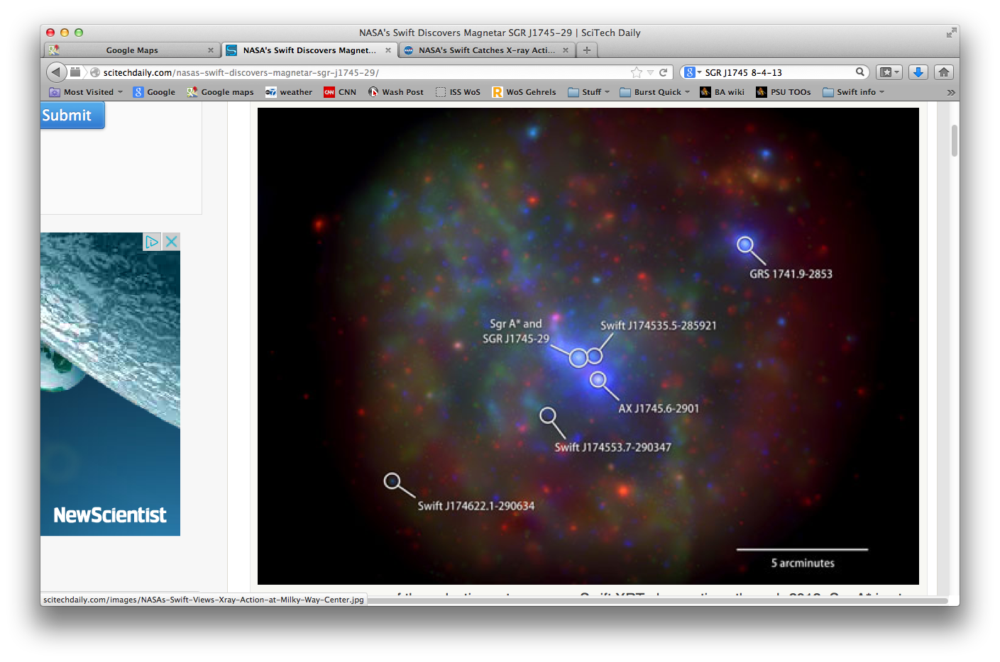 NASA's Swift Discovers Magnetar SGR J1745-29 | SciTech Daily
Google Maps
NASA's Swift Discovers Magnet...
NASA's Swift Catches X-ray Acti...
scitechdaily.com/nasas-swift-discovers-magnetar-sgr-j1745-29/
SGR J1745 8-4-13
Most Visited
Google
Google maps
weather
CNN
Wash Post
ISS WoS
WoS Gehrels
Stuff
Burst Quick
BA wiki
PSU TOOs
Swift info
Submit
GRS 1741.9-2853
Sgr A* and
SGR J1745-29
Swift J174535.5-285921
AX J1745.6-2901
Swift J174553.7-290347
Swift J174622.1-290634
5 arcminutes
NewScientist
scitechdaily.com/images/NASAs-Swift-Views-Xray-Action-at-Milky-Way-Center.jpg